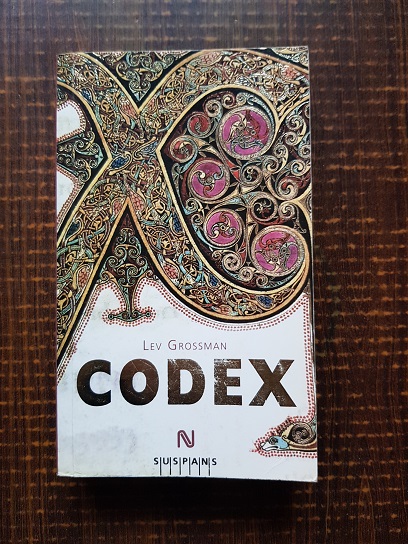 LEV GROSSMAN
CODEX
N
SUSPANS